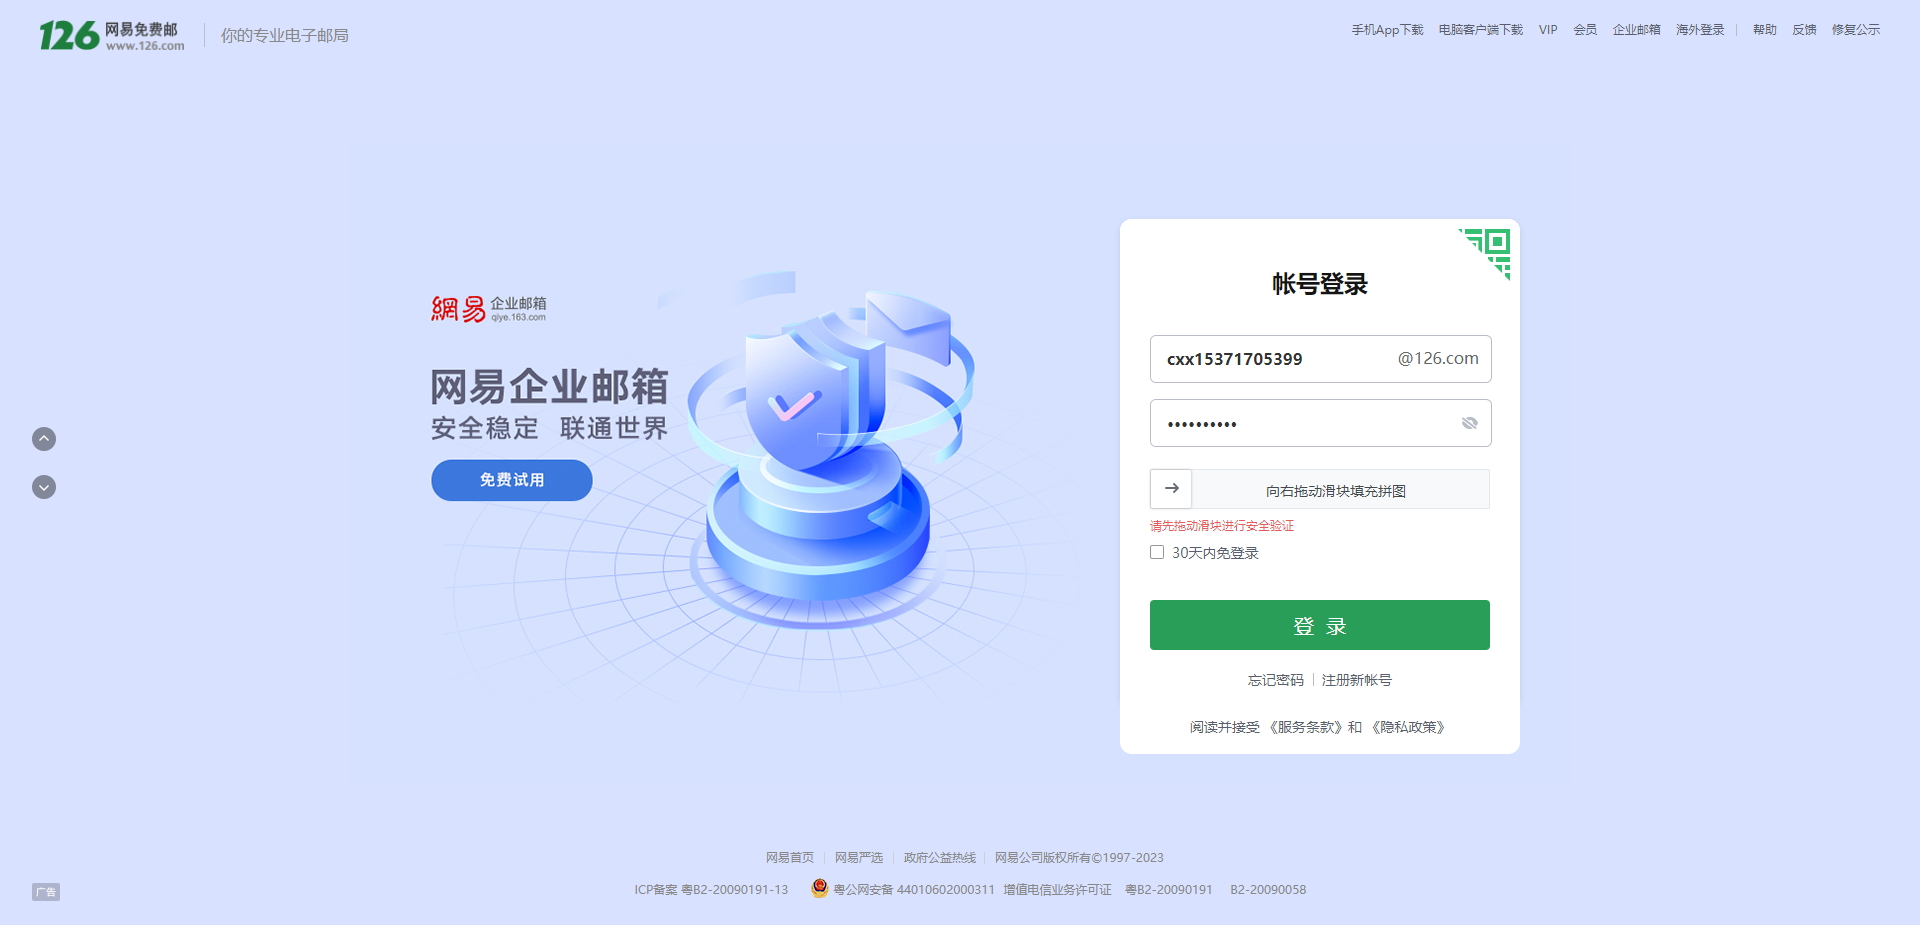 126 网易免费邮
www.126.com
你的专业电子邮局
手机App下载 电脑客户端下载 VIP 会员 企业邮箱 海外登录 帮助 反馈 修复公示
網易 企业邮箱
qiye.163.com
网易企业邮箱
安全稳定 联通世界
免费试用
帐号登录
cxx15371705399 @126.com
••••••••••
向右拖动滑块填充拼图
请先拖动滑块进行安全验证
30天内免登录
登 录
忘记密码 注册新帐号
阅读并接受《服务条款》和《隐私政策》
网易首页 网易严选 政府公益热线 网易公司版权所有©1997-2023
ICP备案 粤B2-20090191-13 粤公网安备 44010602000311 增值电信业务许可证 粤B2-20090191 B2-20090058
广告